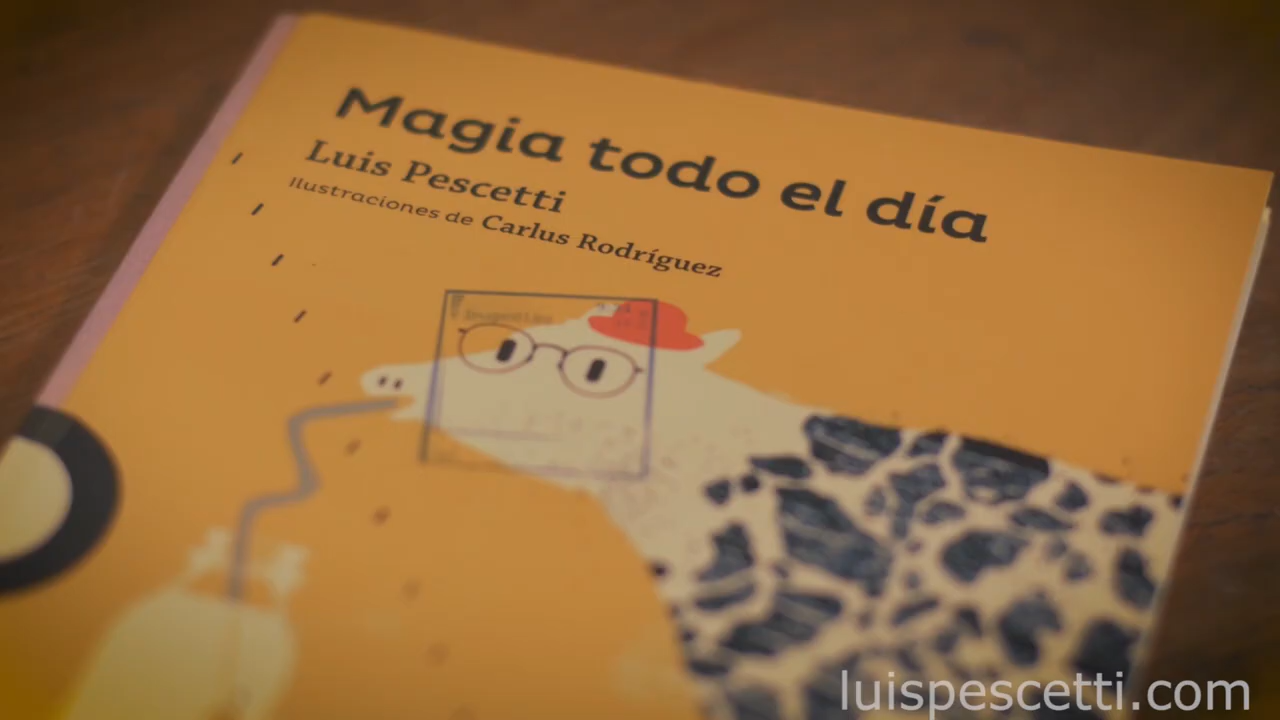 Magia todo el día
Luis Pescetti
Ilustraciones de Carlus Rodríguez
luispescetti.com